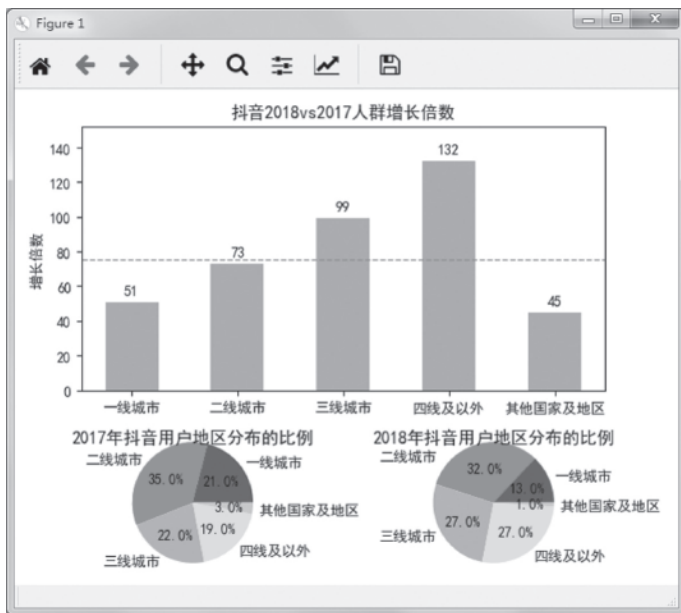 Figure 1
抖音2018vs2017人群增长倍数
增长倍数
140
120
100
80
60
40
20
0
51
73
99
132
45
一线城市
二线城市
三线城市
四线及以外
其他国家及地区
2017年抖音用户地区分布的比例
二线城市
一线城市
35.0%
21.0%
3.0%
其他国家及地区
22.0%
19.0%
三线城市
四线及以外
2018年抖音用户地区分布的比例
二线城市
32.0%
一线城市
13.0%
1.0%
其他国家及地区
27.0%
27.0%
三线城市
四线及以外